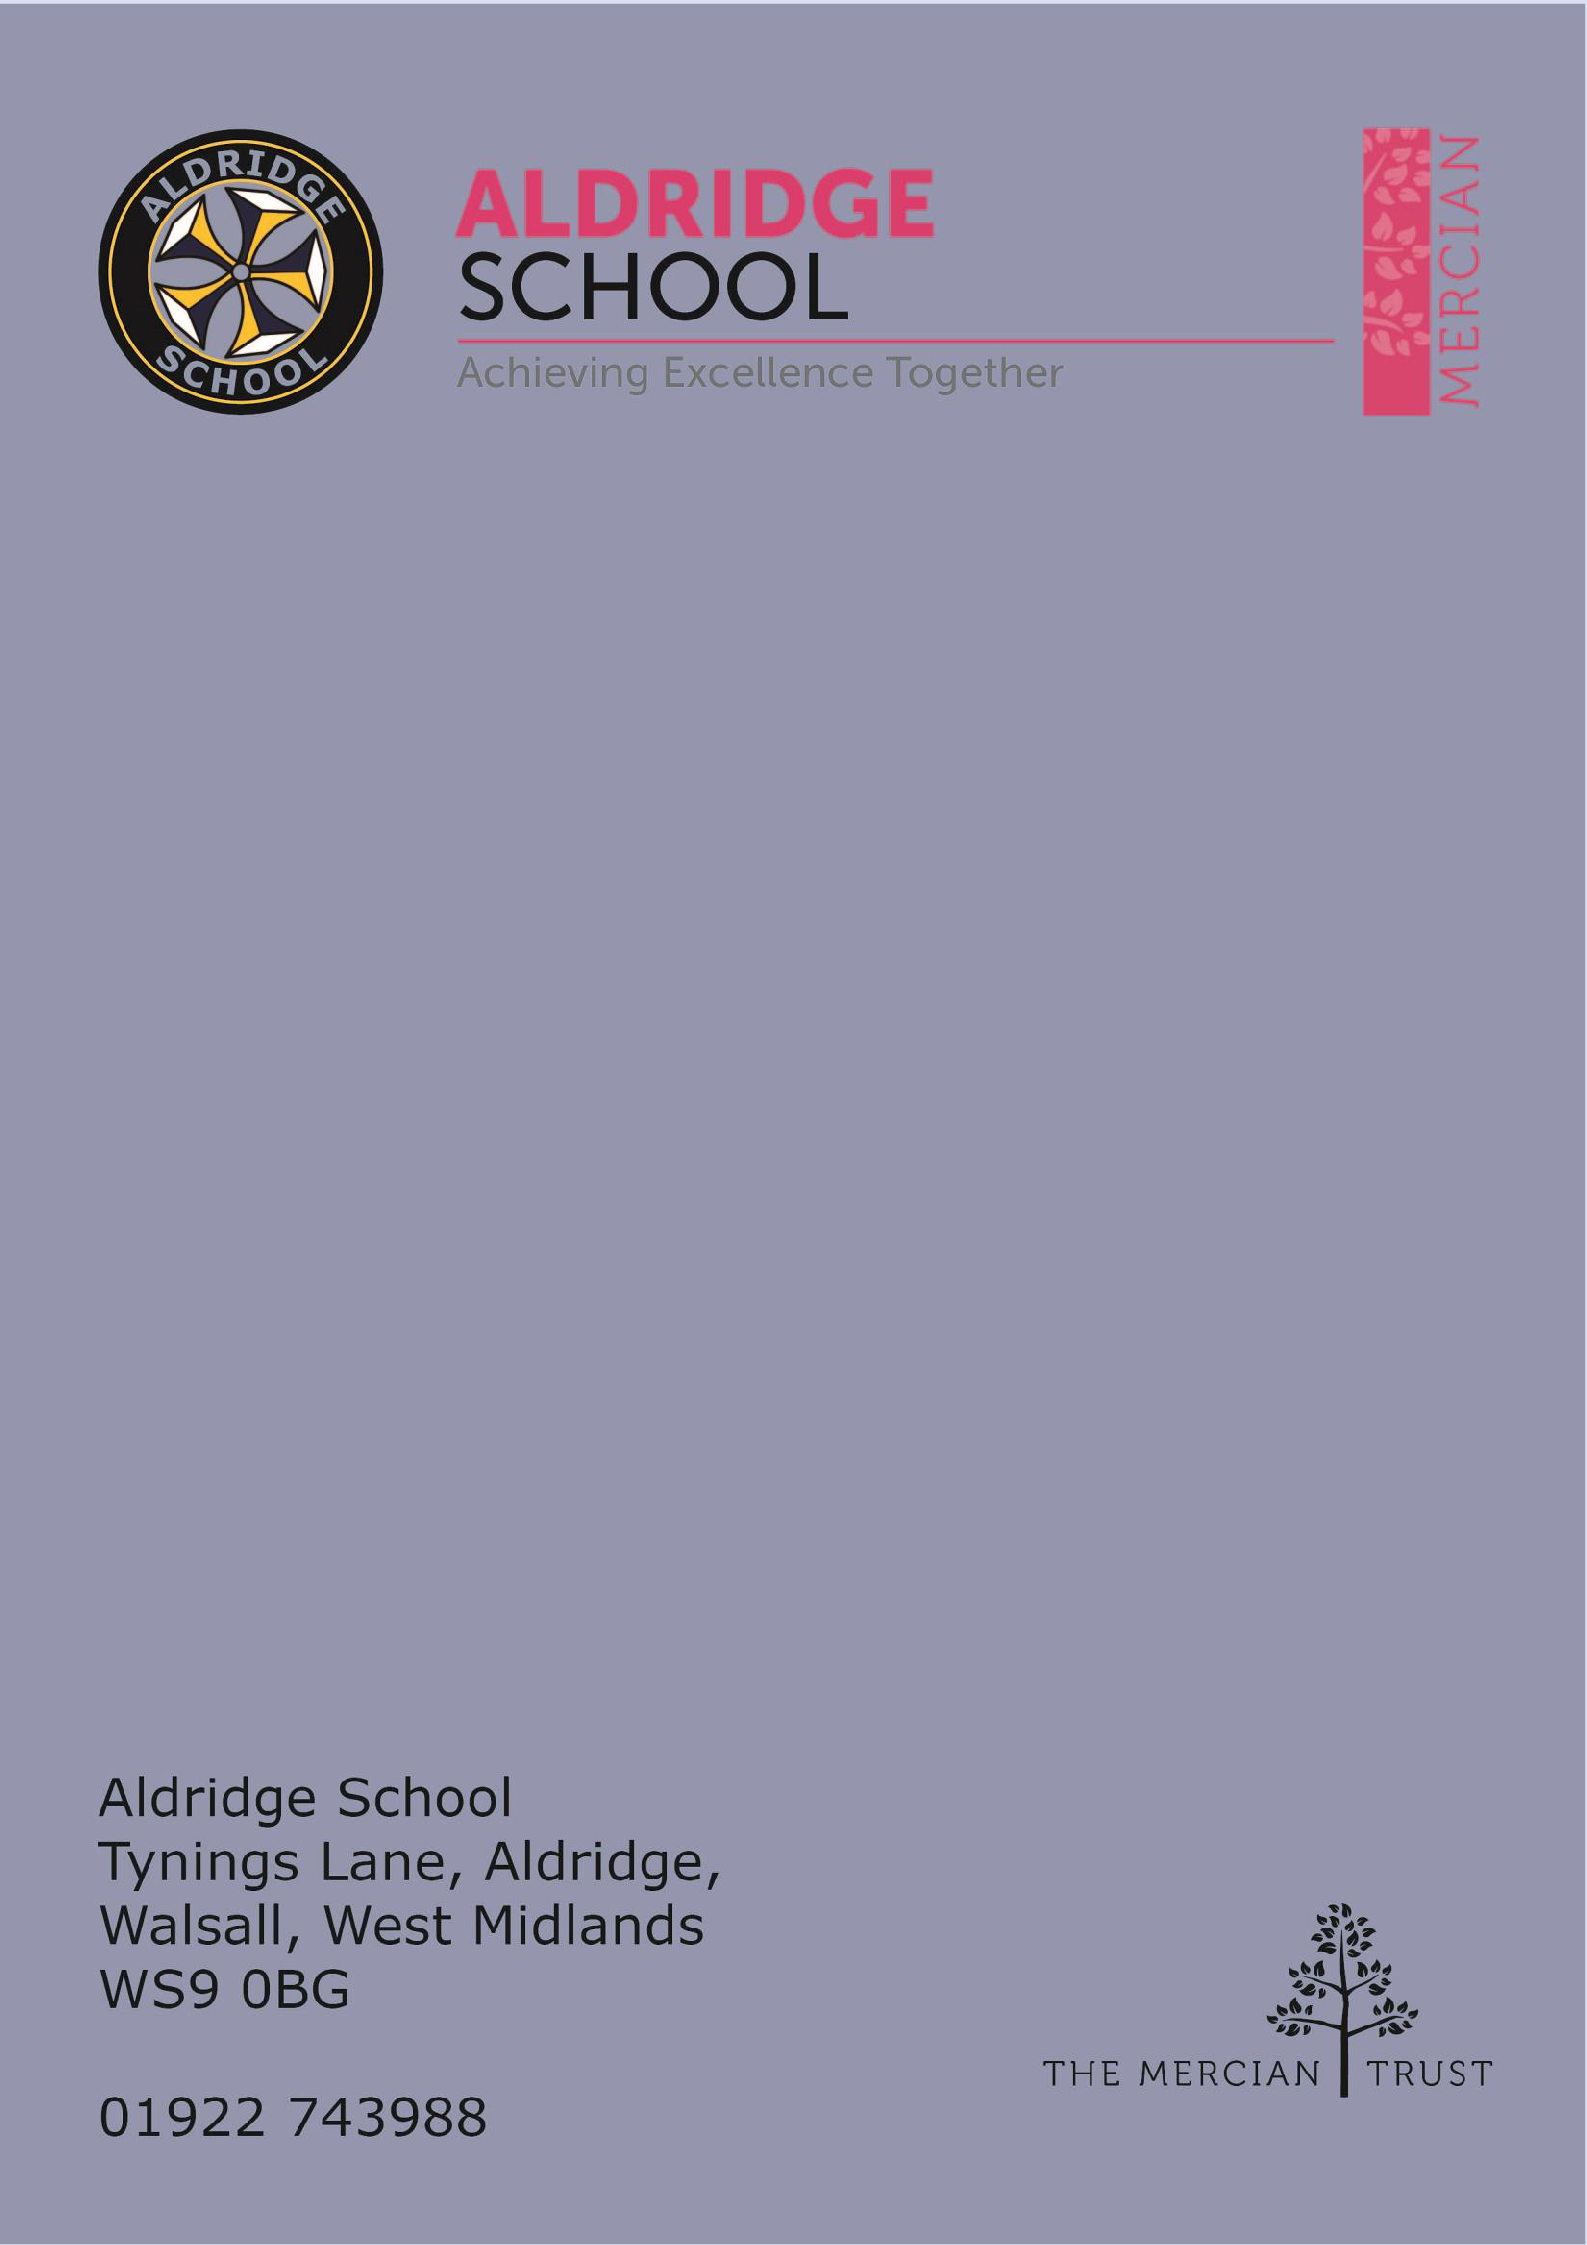 ALDRIDGE
SCHOOL
ALDRIDGE
SCHOOL
Achieving Excellence Together
MERCIAN
Aldridge School
Tynings Lane, Aldridge,
Walsall, West Midlands
WS9 0BG
01922 743988
THE MERCIAN TRUST